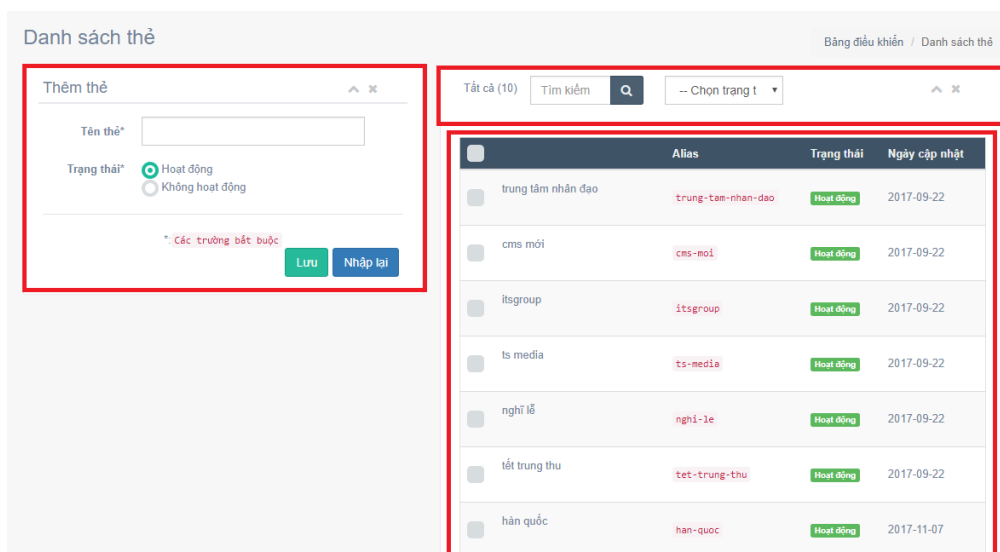 Danh sách thẻ
Bảng điều khiển / Danh sách thẻ
Thêm thẻ
Tên thẻ*
Trạng thái*
Hoạt động
Không hoạt động
*: Các trường bắt buộc
Lưu Nhập lại
Tất cả (10) Tìm kiếm -- Chọn trạng t
Alias Trạng thái Ngày cập nhật
trung tâm nhân đạo trung-tam-nhan-dao Hoạt động 2017-09-22
cms mới cms-moi Hoạt động 2017-09-22
itsgroup itsgroup Hoạt động 2017-09-22
ts media ts-media Hoạt động 2017-09-22
nghĩ lễ nghi-le Hoạt động 2017-09-22
tết trung thu tet-trung-thu Hoạt động 2017-09-22
hàn quốc han-quoc Hoạt động 2017-11-07